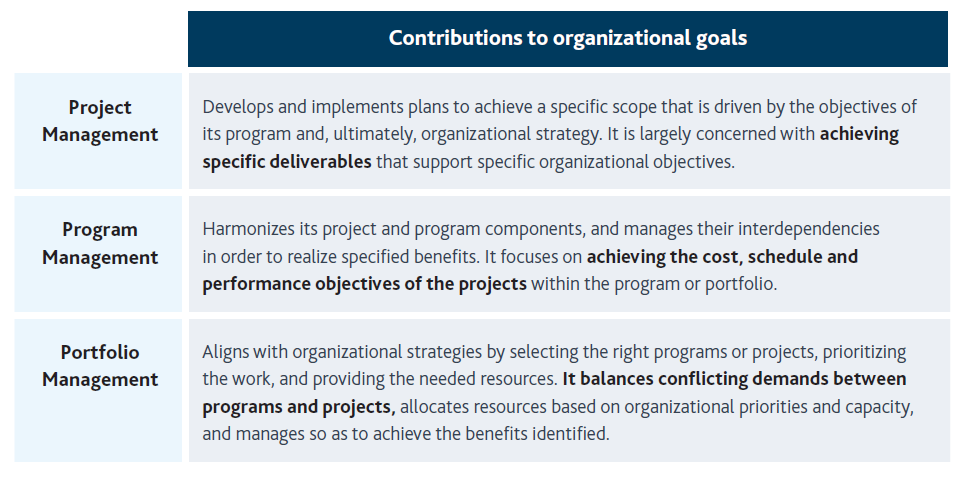 Contributions to organizational goals
Project
Management
Develops and implements plans to achieve a specific scope that is driven by the objectives of
its program and, ultimately, organizational strategy. It is largely concerned with achieving
specific deliverables that support specific organizational objectives.
Program
Management
Harmonizes its project and program components, and manages their interdependencies
in order to realize specified benefits. It focuses on achieving the cost, schedule and
performance objectives of the projects within the program or portfolio.
Portfolio
Management
Aligns with organizational strategies by selecting the right programs or projects, prioritizing
the work, and providing the needed resources. It balances conflicting demands between
programs and projects, allocates resources based on organizational priorities and capacity,
and manages so as to achieve the benefits identified.